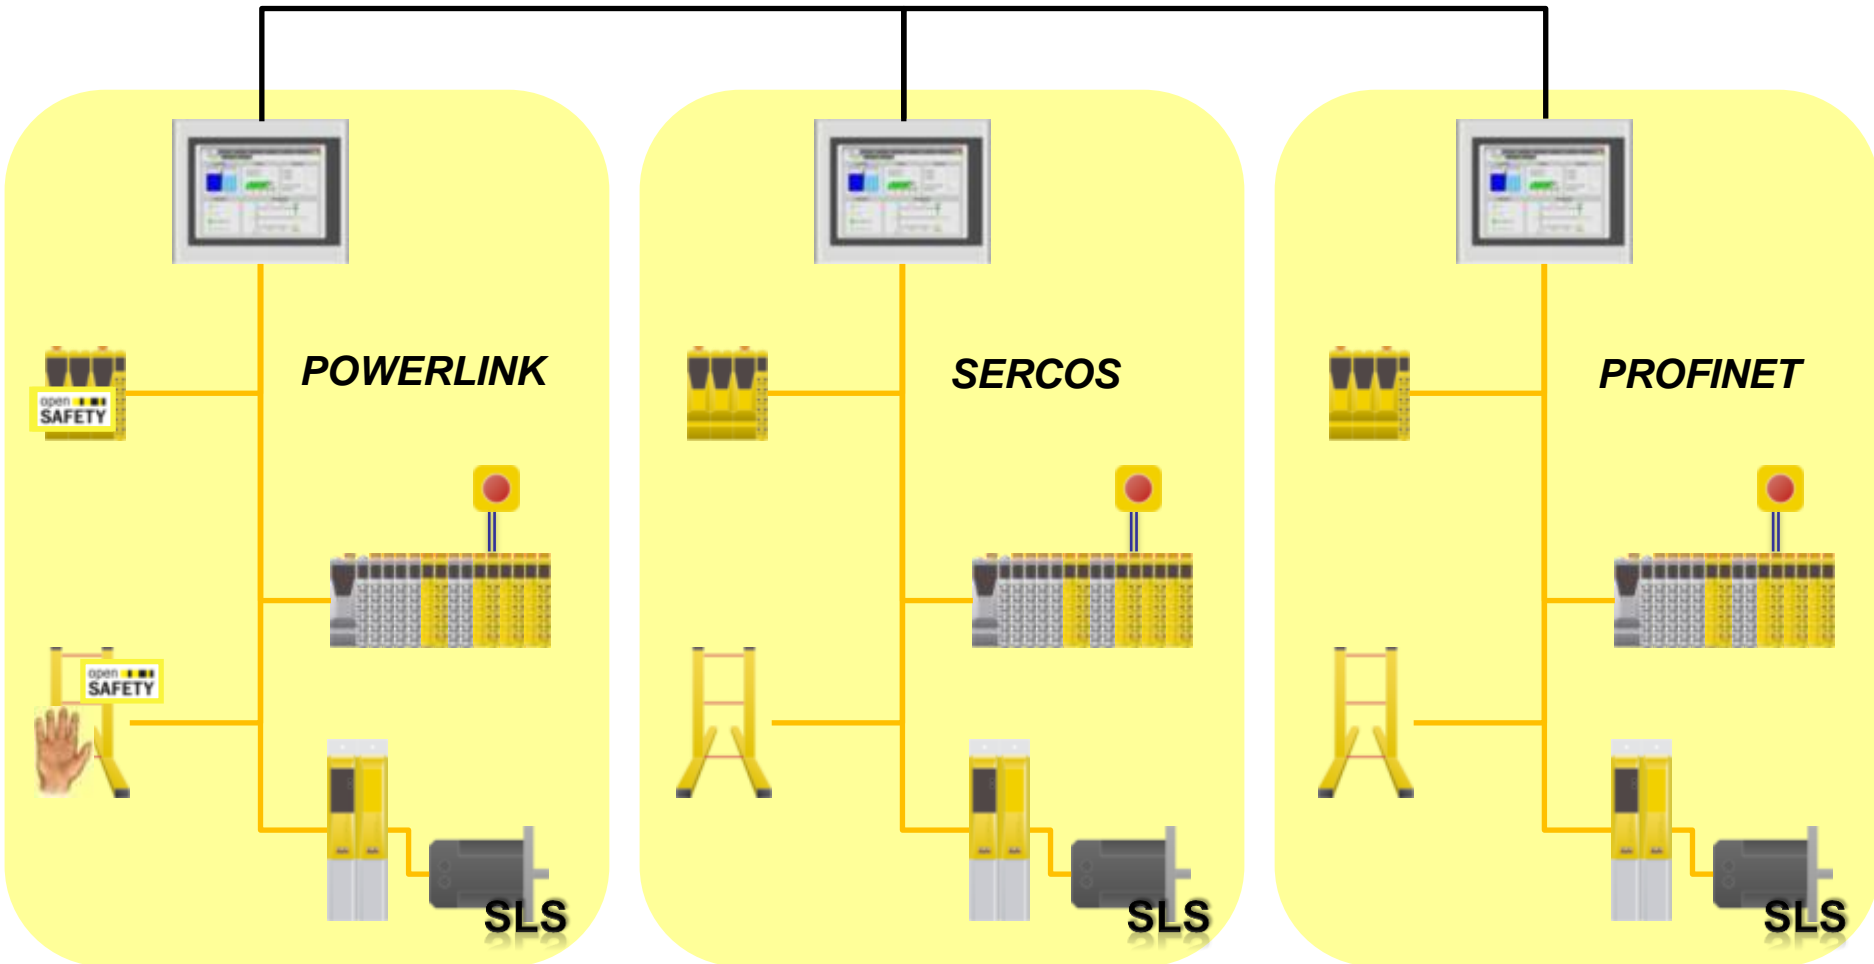 POWERLINK
SERCOS
PROFINET
open
SAFETY
open
SAFETY
SLS
SLS
SLS